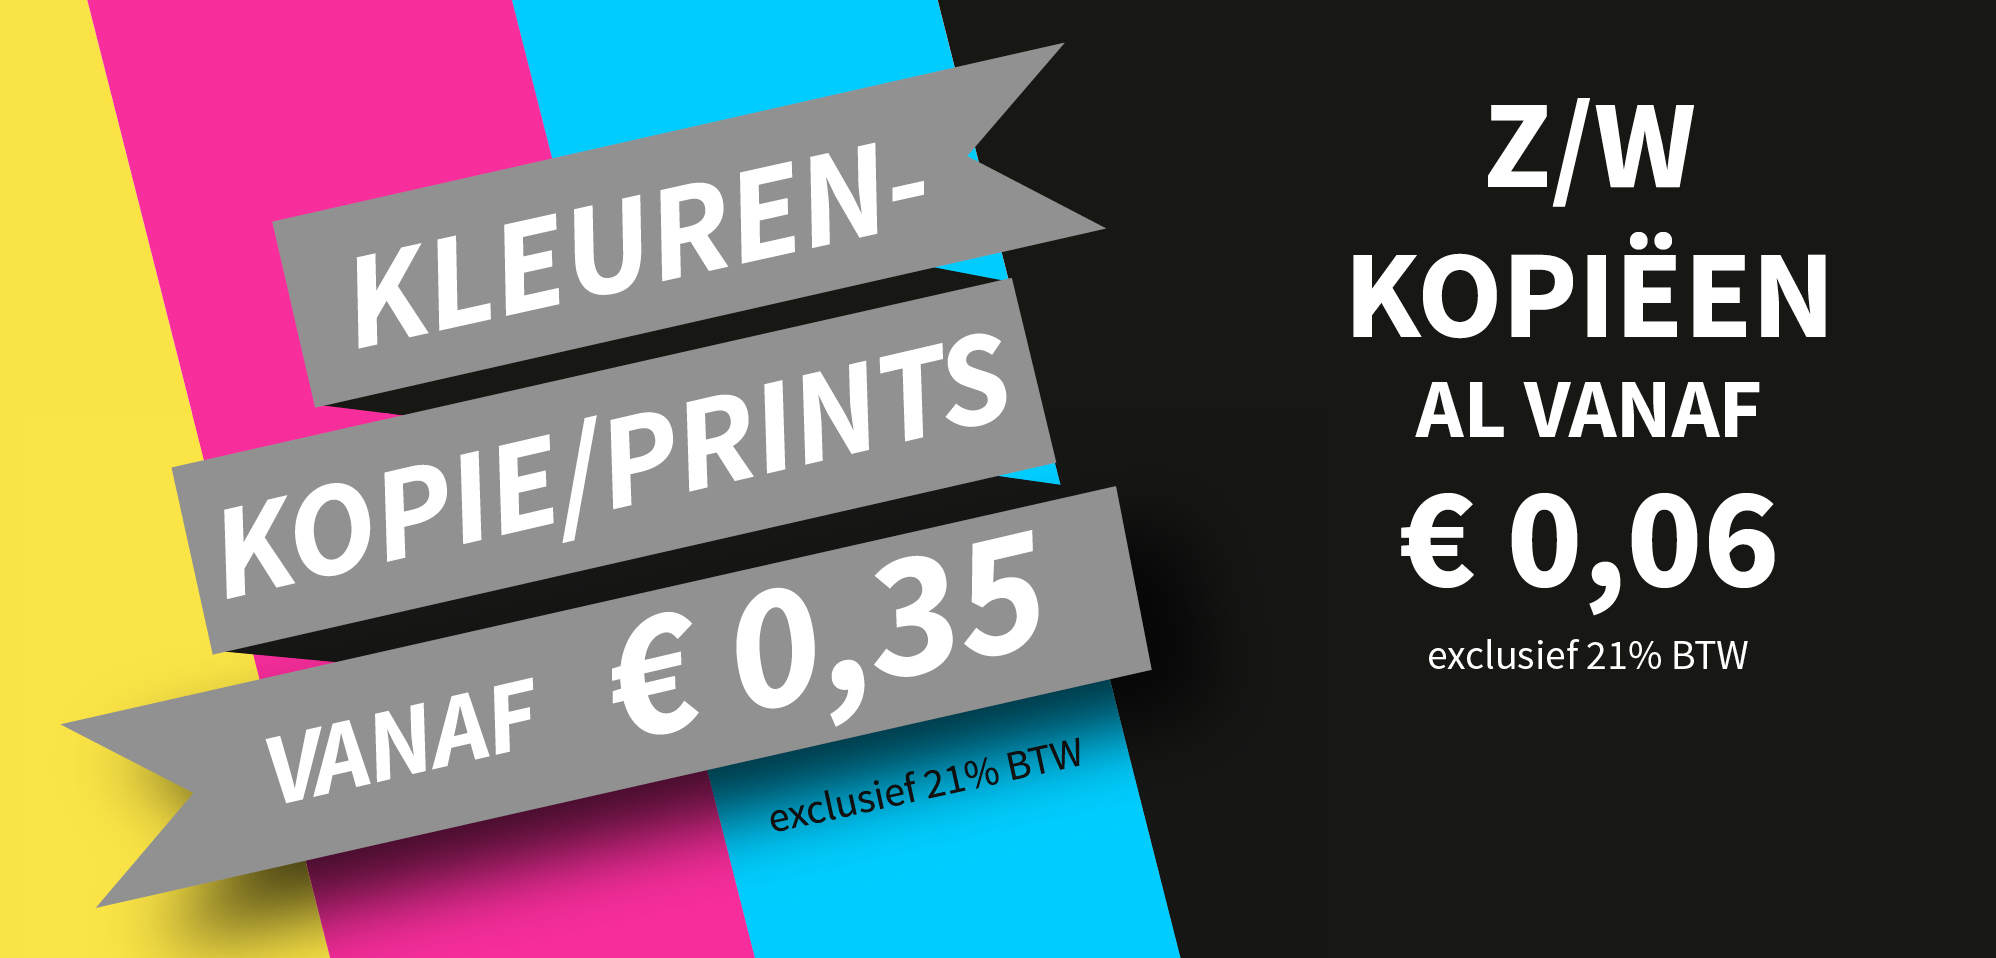 KLEUREN-
KOPIE/PRINTS
VANAF € 0,35
exclusief 21% BTW
Z/W
KOPIËEN
AL VANAF
€ 0,06
exclusief 21% BTW